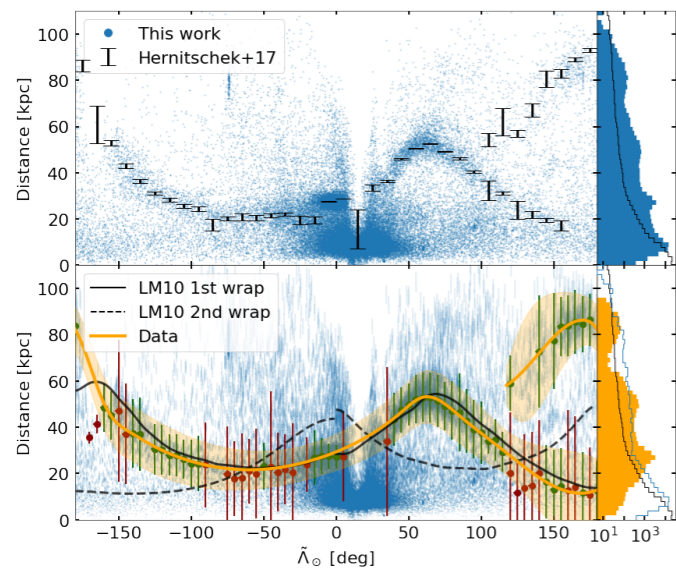 100
80
60
40
20
0
Distance [kpc]
This work
Hernitschek+17
100
80
60
40
20
0
Distance [kpc]
LM10 1st wrap
LM10 2nd wrap
Data
−150 −100 −50 0 50 100 150 10¹ 10³
Λ̃⊙ [deg]